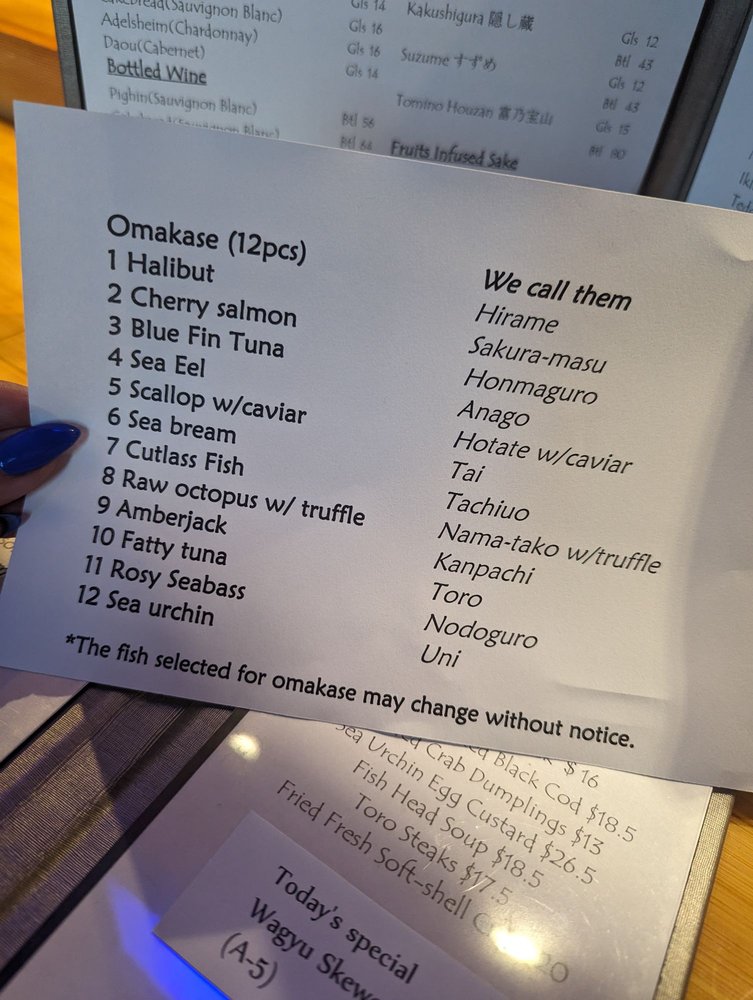 (Sauvignon Blanc)
Adelsheim(Chardonnay)
Daou(Cabernet)
Bottled Wine
Pighin(Sauvignon Blanc)
(Sauvignon Blanc)
Gls 14
Gls 16
Gls 16
Gls 14
Btl 56
Btl 64
Kakushigura 隠し蔵
Suzume すずめ
Tomino Houzan 富乃宝山
Fruits Infused Sake
Gls 12
Btl 43
Gls 12
Btl 43
Gls 15
Btl 90
Omakase (12pcs)
1 Halibut
2 Cherry salmon
3 Blue Fin Tuna
4 Sea Eel
5 Scallop w/caviar
6 Sea bream
7 Cutlass Fish
8 Raw octopus w/ truffle
9 Amberjack
10 Fatty tuna
11 Rosy Seabass
12 Sea urchin
We call them
Hirame
Sakura-masu
Honmaguro
Anago
Hotate w/caviar
Tai
Tachiuo
Nama-tako w/truffle
Kanpachi
Toro
Nodoguro
Uni
*The fish selected for omakase may change without notice.
$ 16
Black Cod $18.5
Crab Dumplings $13
Sea Urchin Egg Custard $26.5
Fish Head Soup $18.5
Toro Steaks $17.5
Fried Fresh Soft-shell
Today's special
Wagyu
(A-5)